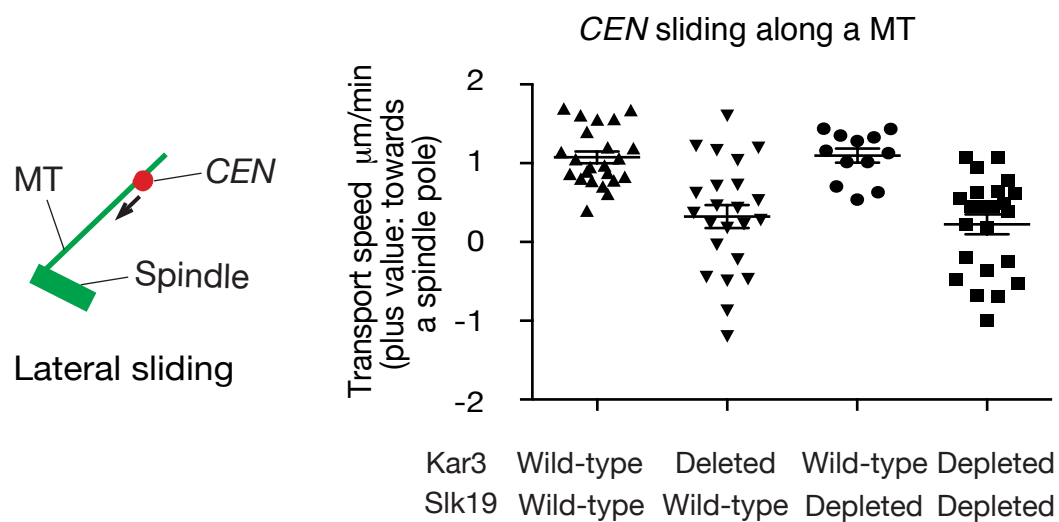 CEN sliding along a MT
MT
CEN
Spindle
Lateral sliding
Transport speed μm/min
(plus value: towards
a spindle pole)
2
1
0
-1
-2
Kar3 Wild-type Deleted Wild-type Depleted
Slk19 Wild-type Wild-type Depleted Depleted